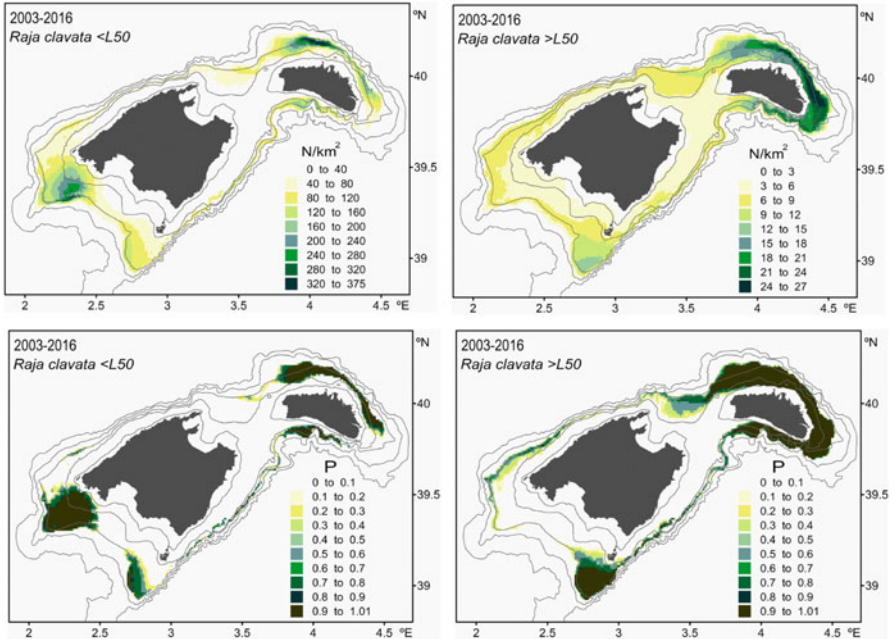 2003-2016
Raja clavata <L50
ºN
40
39.5
39
N/km2
0 to 40
40 to 80
80 to 120
120 to 160
160 to 200
200 to 240
240 to 280
280 to 320
320 to 375
2 2.5 3 3.5 4 4.5 ºE
2003-2016
Raja clavata >L50
ºN
40
39.5
39
N/km2
0 to 3
3 to 6
6 to 9
9 to 12
12 to 15
15 to 18
18 to 21
21 to 24
24 to 27
2 2.5 3 3.5 4 4.5 ºE
2003-2016
Raja clavata <L50
ºN
40
39.5
39
P
0 to 0.1
0.1 to 0.2
0.2 to 0.3
0.3 to 0.4
0.4 to 0.5
0.5 to 0.6
0.6 to 0.7
0.7 to 0.8
0.8 to 0.9
0.9 to 1.01
2 2.5 3 3.5 4 4.5 ºE
2003-2016
Raja clavata >L50
ºN
40
39.5
39
P
0 to 0.1
0.1 to 0.2
0.2 to 0.3
0.3 to 0.4
0.4 to 0.5
0.5 to 0.6
0.6 to 0.7
0.7 to 0.8
0.8 to 0.9
0.9 to 1.01
2 2.5 3 3.5 4 4.5 ºE